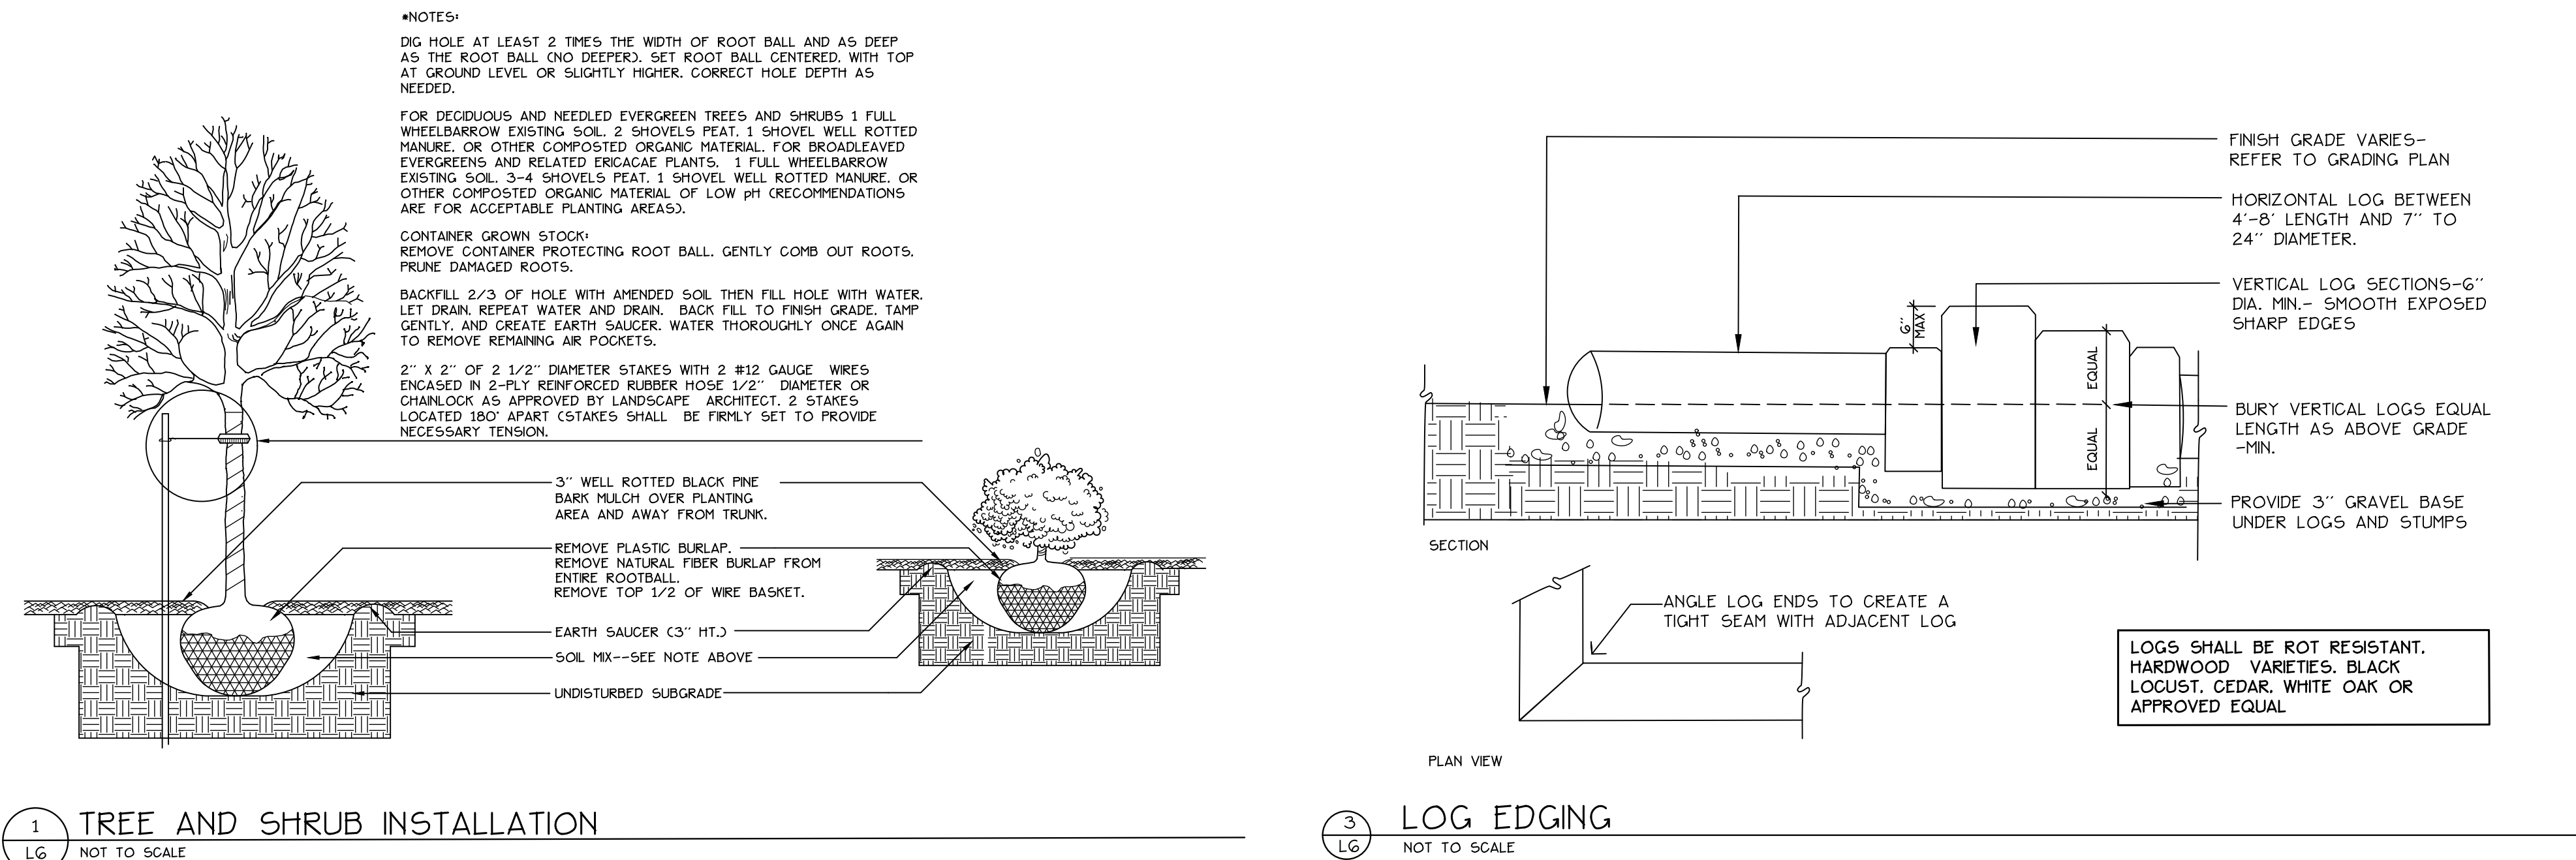 *NOTES:
DIG HOLE AT LEAST 2 TIMES THE WIDTH OF ROOT BALL AND AS DEEP
AS THE ROOT BALL (NO DEEPER). SET ROOT BALL CENTERED, WITH TOP
AT GROUND LEVEL OR SLIGHTLY HIGHER. CORRECT HOLE DEPTH AS
NEEDED.
FOR DECIDUOUS AND NEEDLED EVERGREEN TREES AND SHRUBS 1 FULL
WHEELBARROW EXISTING SOIL, 2 SHOVELS PEAT, 1 SHOVEL WELL ROTTED
MANURE, OR OTHER COMPOSTED ORGANIC MATERIAL. FOR BROADLEAVED
EVERGREENS AND RELATED ERICACAE PLANTS, 1 FULL WHEELBARROW
EXISTING SOIL, 3-4 SHOVELS PEAT, 1 SHOVEL WELL ROTTED MANURE, OR
OTHER COMPOSTED ORGANIC MATERIAL OF LOW pH (RECOMMENDATIONS
ARE FOR ACCEPTABLE PLANTING AREAS).
CONTAINER GROWN STOCK:
REMOVE CONTAINER PROTECTING ROOT BALL. GENTLY COMB OUT ROOTS.
PRUNE DAMAGED ROOTS.
BACKFILL 2/3 OF HOLE WITH AMENDED SOIL THEN FILL HOLE WITH WATER,
LET DRAIN, REPEAT WATER AND DRAIN. BACK FILL TO FINISH GRADE, TAMP
GENTLY, AND CREATE EARTH SAUCER. WATER THOROUGHLY ONCE AGAIN
TO REMOVE REMAINING AIR POCKETS.
2" X 2" OF 2 1/2" DIAMETER STAKES WITH 2 #12 GAUGE WIRES
ENCASED IN 2-PLY REINFORCED RUBBER HOSE 1/2" DIAMETER OR
CHAINLOCK AS APPROVED BY LANDSCAPE ARCHITECT. 2 STAKES
LOCATED 180° APART (STAKES SHALL BE FIRMLY SET TO PROVIDE
NECESSARY TENSION.
3" WELL ROTTED BLACK PINE
BARK MULCH OVER PLANTING
AREA AND AWAY FROM TRUNK.
REMOVE PLASTIC BURLAP.
REMOVE NATURAL FIBER BURLAP FROM
ENTIRE ROOTBALL.
REMOVE TOP 1/2 OF WIRE BASKET.
EARTH SAUCER (3" HT.)
SOIL MIX--SEE NOTE ABOVE
UNDISTURBED SUBGRADE
1
L6
TREE AND SHRUB INSTALLATION
NOT TO SCALE
FINISH GRADE VARIES-
REFER TO GRADING PLAN
HORIZONTAL LOG BETWEEN
4'-8' LENGTH AND 7" TO
24" DIAMETER.
VERTICAL LOG SECTIONS-6"
DIA. MIN.- SMOOTH EXPOSED
SHARP EDGES
6"
MAX
EQUAL
EQUAL
BURY VERTICAL LOGS EQUAL
LENGTH AS ABOVE GRADE
-MIN.
PROVIDE 3" GRAVEL BASE
UNDER LOGS AND STUMPS
SECTION
ANGLE LOG ENDS TO CREATE A
TIGHT SEAM WITH ADJACENT LOG
LOGS SHALL BE ROT RESISTANT,
HARDWOOD VARIETIES. BLACK
LOCUST, CEDAR, WHITE OAK OR
APPROVED EQUAL
PLAN VIEW
3
L6
LOG EDGING
NOT TO SCALE